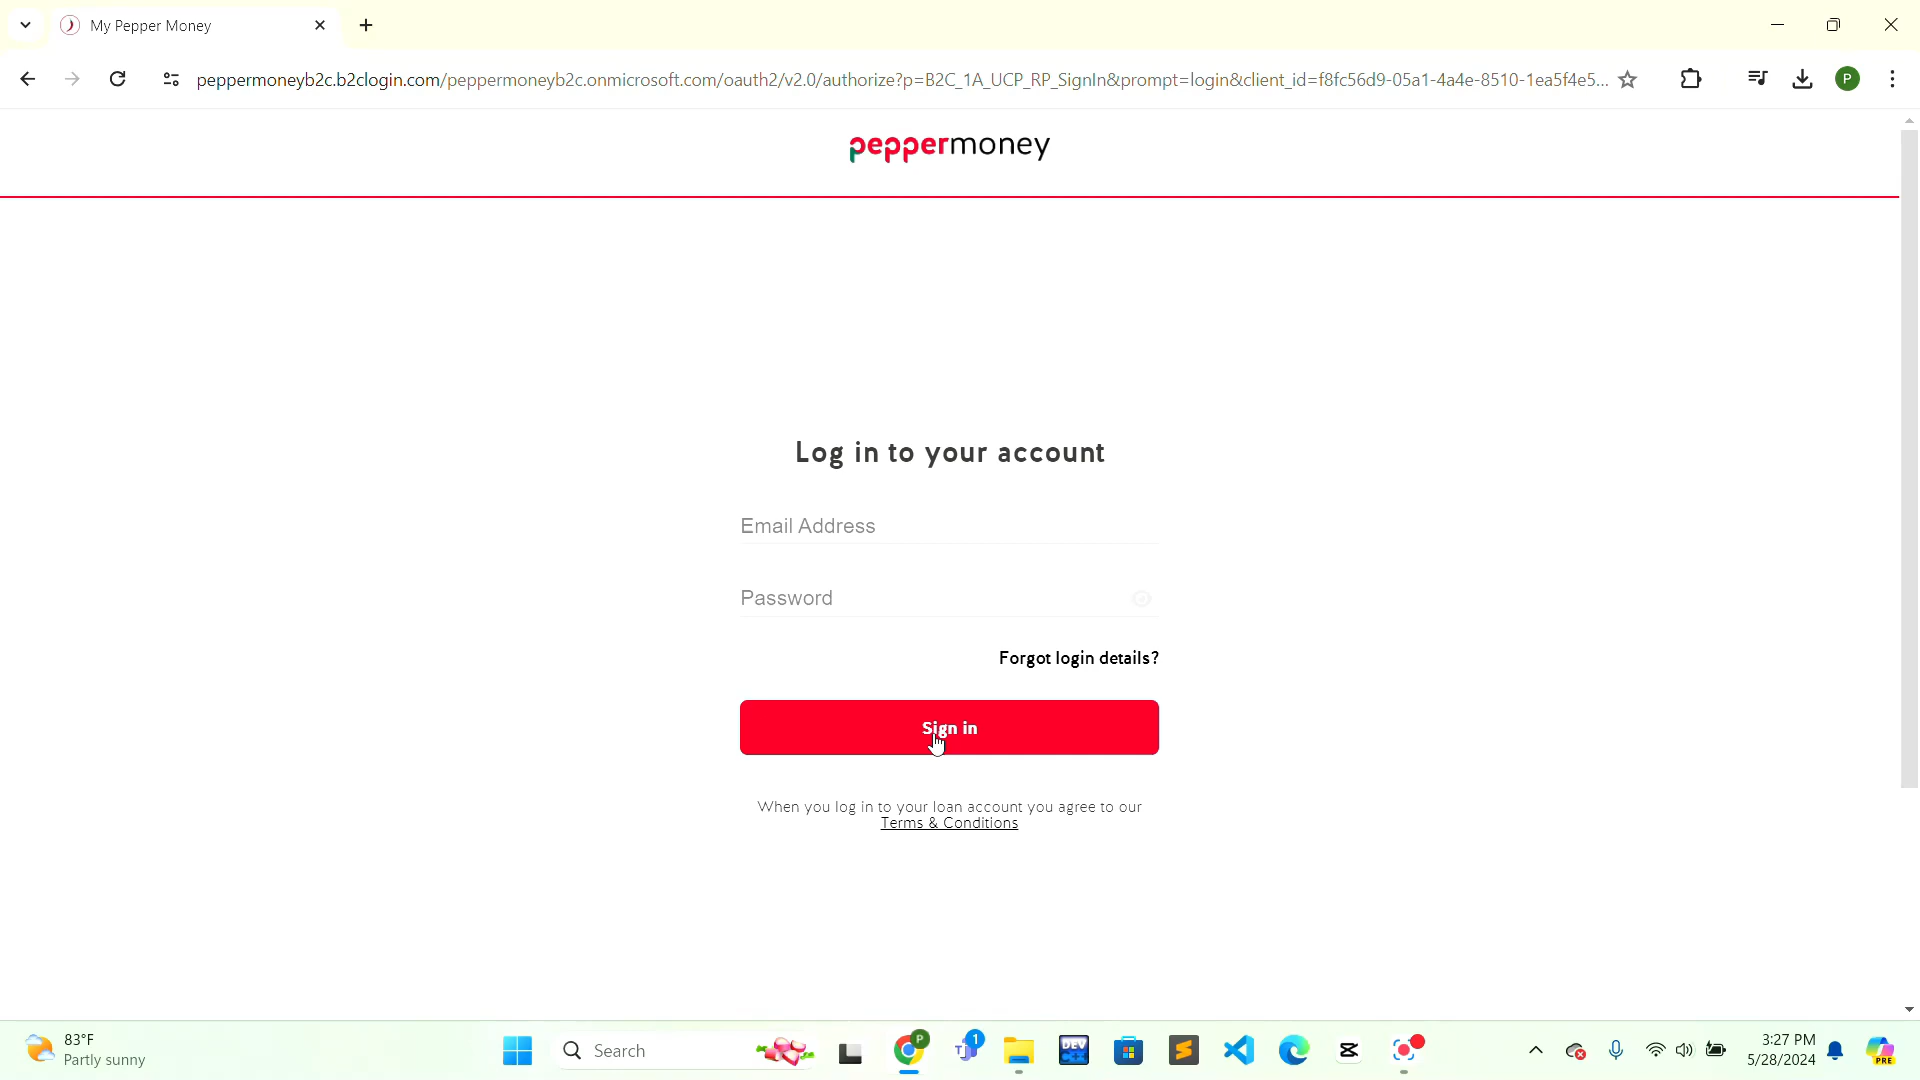 My Pepper Money
peppermoneyb2c.b2clogin.com/peppermoneyb2c.onmicrosoft.com/oauth2/v2.0/authorize?p=B2C_1A_UCP_RP_SignIn&prompt=login&client_id=f8fc56d9-05a1-4a4e-8510-1ea5f4e5...
P
peppermoney
Log in to your account
Email Address
Password
Forgot login details?
Sign in
When you log in to your loan account you agree to our
Terms & Conditions
83°F
Partly sunny
Search
P
1
DEV
3:27 PM
5/28/2024
PRE